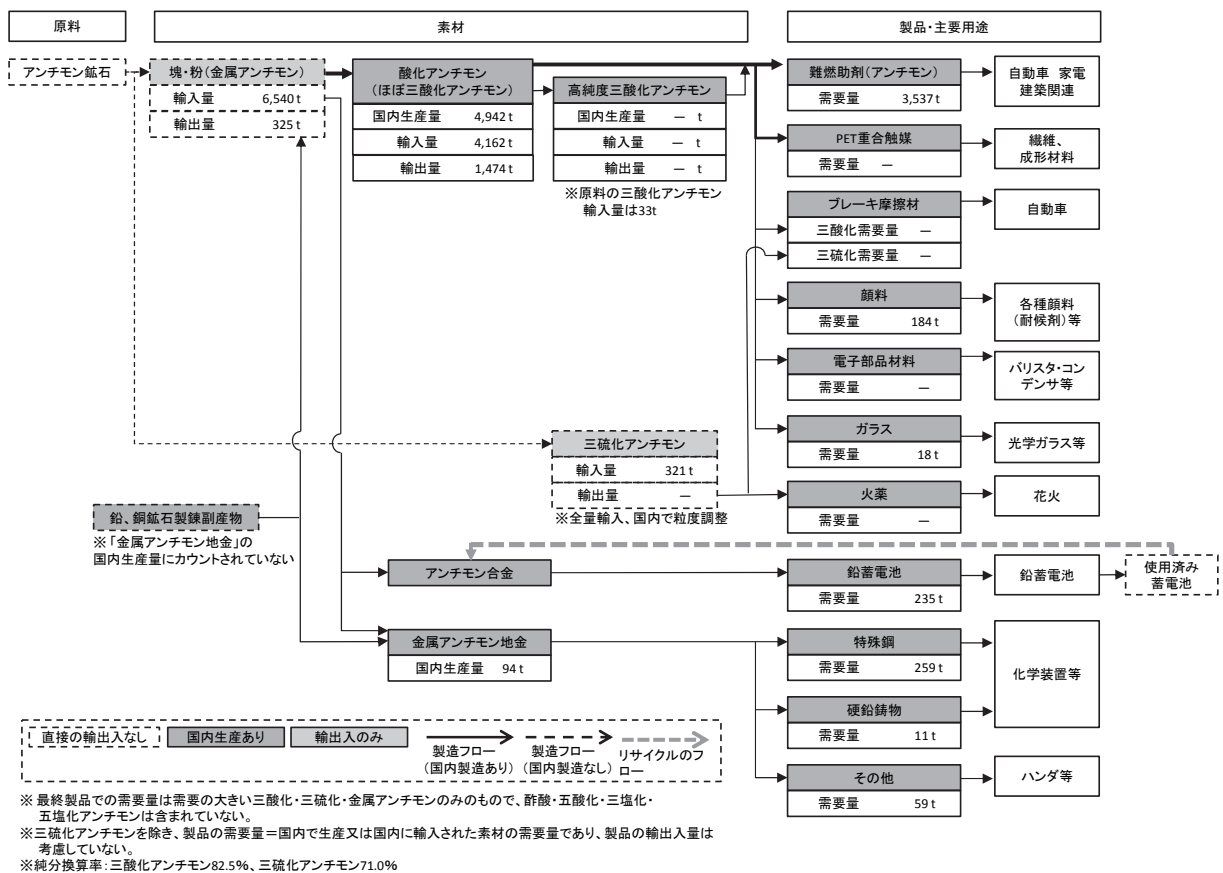 原料
素材
製品・主要用途
アンチモン鉱石
塊・粉(金属アンチモン)
輸入量 6,540 t
輸出量 325 t
酸化アンチモン
(ほぼ三酸化アンチモン)
国内生産量 4,942 t
輸入量 4,162 t
輸出量 1,474 t
高純度三酸化アンチモン
国内生産量 － t
輸入量 － t
輸出量 － t
※原料の三酸化アンチモン
輸入量は33t
難燃助剤(アンチモン)
需要量 3,537 t
自動車 家電
建築関連
PET重合触媒
需要量 －
繊維、
成形材料
ブレーキ摩擦材
三酸化需要量 －
三硫化需要量 －
自動車
顔料
需要量 184 t
各種顔料
(耐候剤)等
電子部品材料
需要量 －
バリスタ・コン
デンサ等
ガラス
需要量 18 t
光学ガラス等
三硫化アンチモン
輸入量 321 t
輸出量 －
※全量輸入、国内で粒度調整
火薬
需要量 －
花火
鉛、銅鉱石製錬副産物
※「金属アンチモン地金」の
国内生産量にカウントされていない
アンチモン合金
鉛蓄電池
需要量 235 t
鉛蓄電池
使用済み
蓄電池
金属アンチモン地金
国内生産量 94 t
特殊鋼
需要量 259 t
化学装置等
硬鉛鋳物
需要量 11 t
その他
需要量 59 t
ハンダ等
直接の輸出入なし
国内生産あり
輸出入のみ
製造フロー
(国内製造あり)
製造フロー
(国内製造なし)
リサイクルのフ
ロー
※ 最終製品での需要量は需要の大きい三酸化・三硫化・金属アンチモンのみのもので、酢酸・五酸化・三塩化・
五塩化アンチモンは含まれていない。
※三硫化アンチモンを除き、製品の需要量＝国内で生産又は国内に輸入された素材の需要量であり、製品の輸出入量は
考慮していない。
※純分換算率：三酸化アンチモン82.5%、三硫化アンチモン71.0%